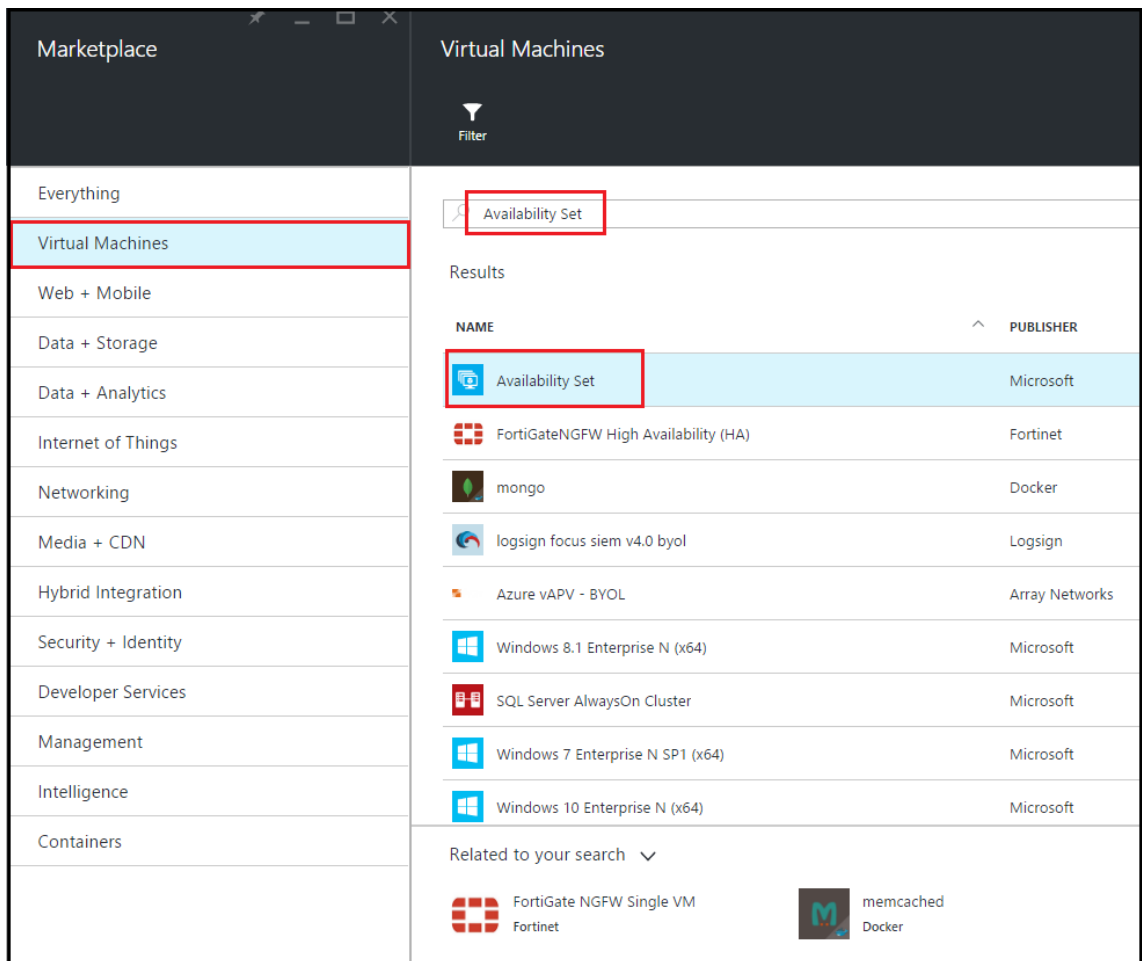 Marketplace
Everything
Virtual Machines
Web + Mobile
Data + Storage
Data + Analytics
Internet of Things
Networking
Media + CDN
Hybrid Integration
Security + Identity
Developer Services
Management
Intelligence
Containers
Virtual Machines
Filter
Availability Set
Results
NAME PUBLISHER
Availability Set Microsoft
FortiGateNGFW High Availability (HA) Fortinet
mongo Docker
logsign focus siem v4.0 byol Logsign
Azure vAPV - BYOL Array Networks
Windows 8.1 Enterprise N (x64) Microsoft
SQL Server AlwaysOn Cluster Microsoft
Windows 7 Enterprise N SP1 (x64) Microsoft
Windows 10 Enterprise N (x64) Microsoft
Related to your search
FortiGate NGFW Single VM
Fortinet
memcached
Docker